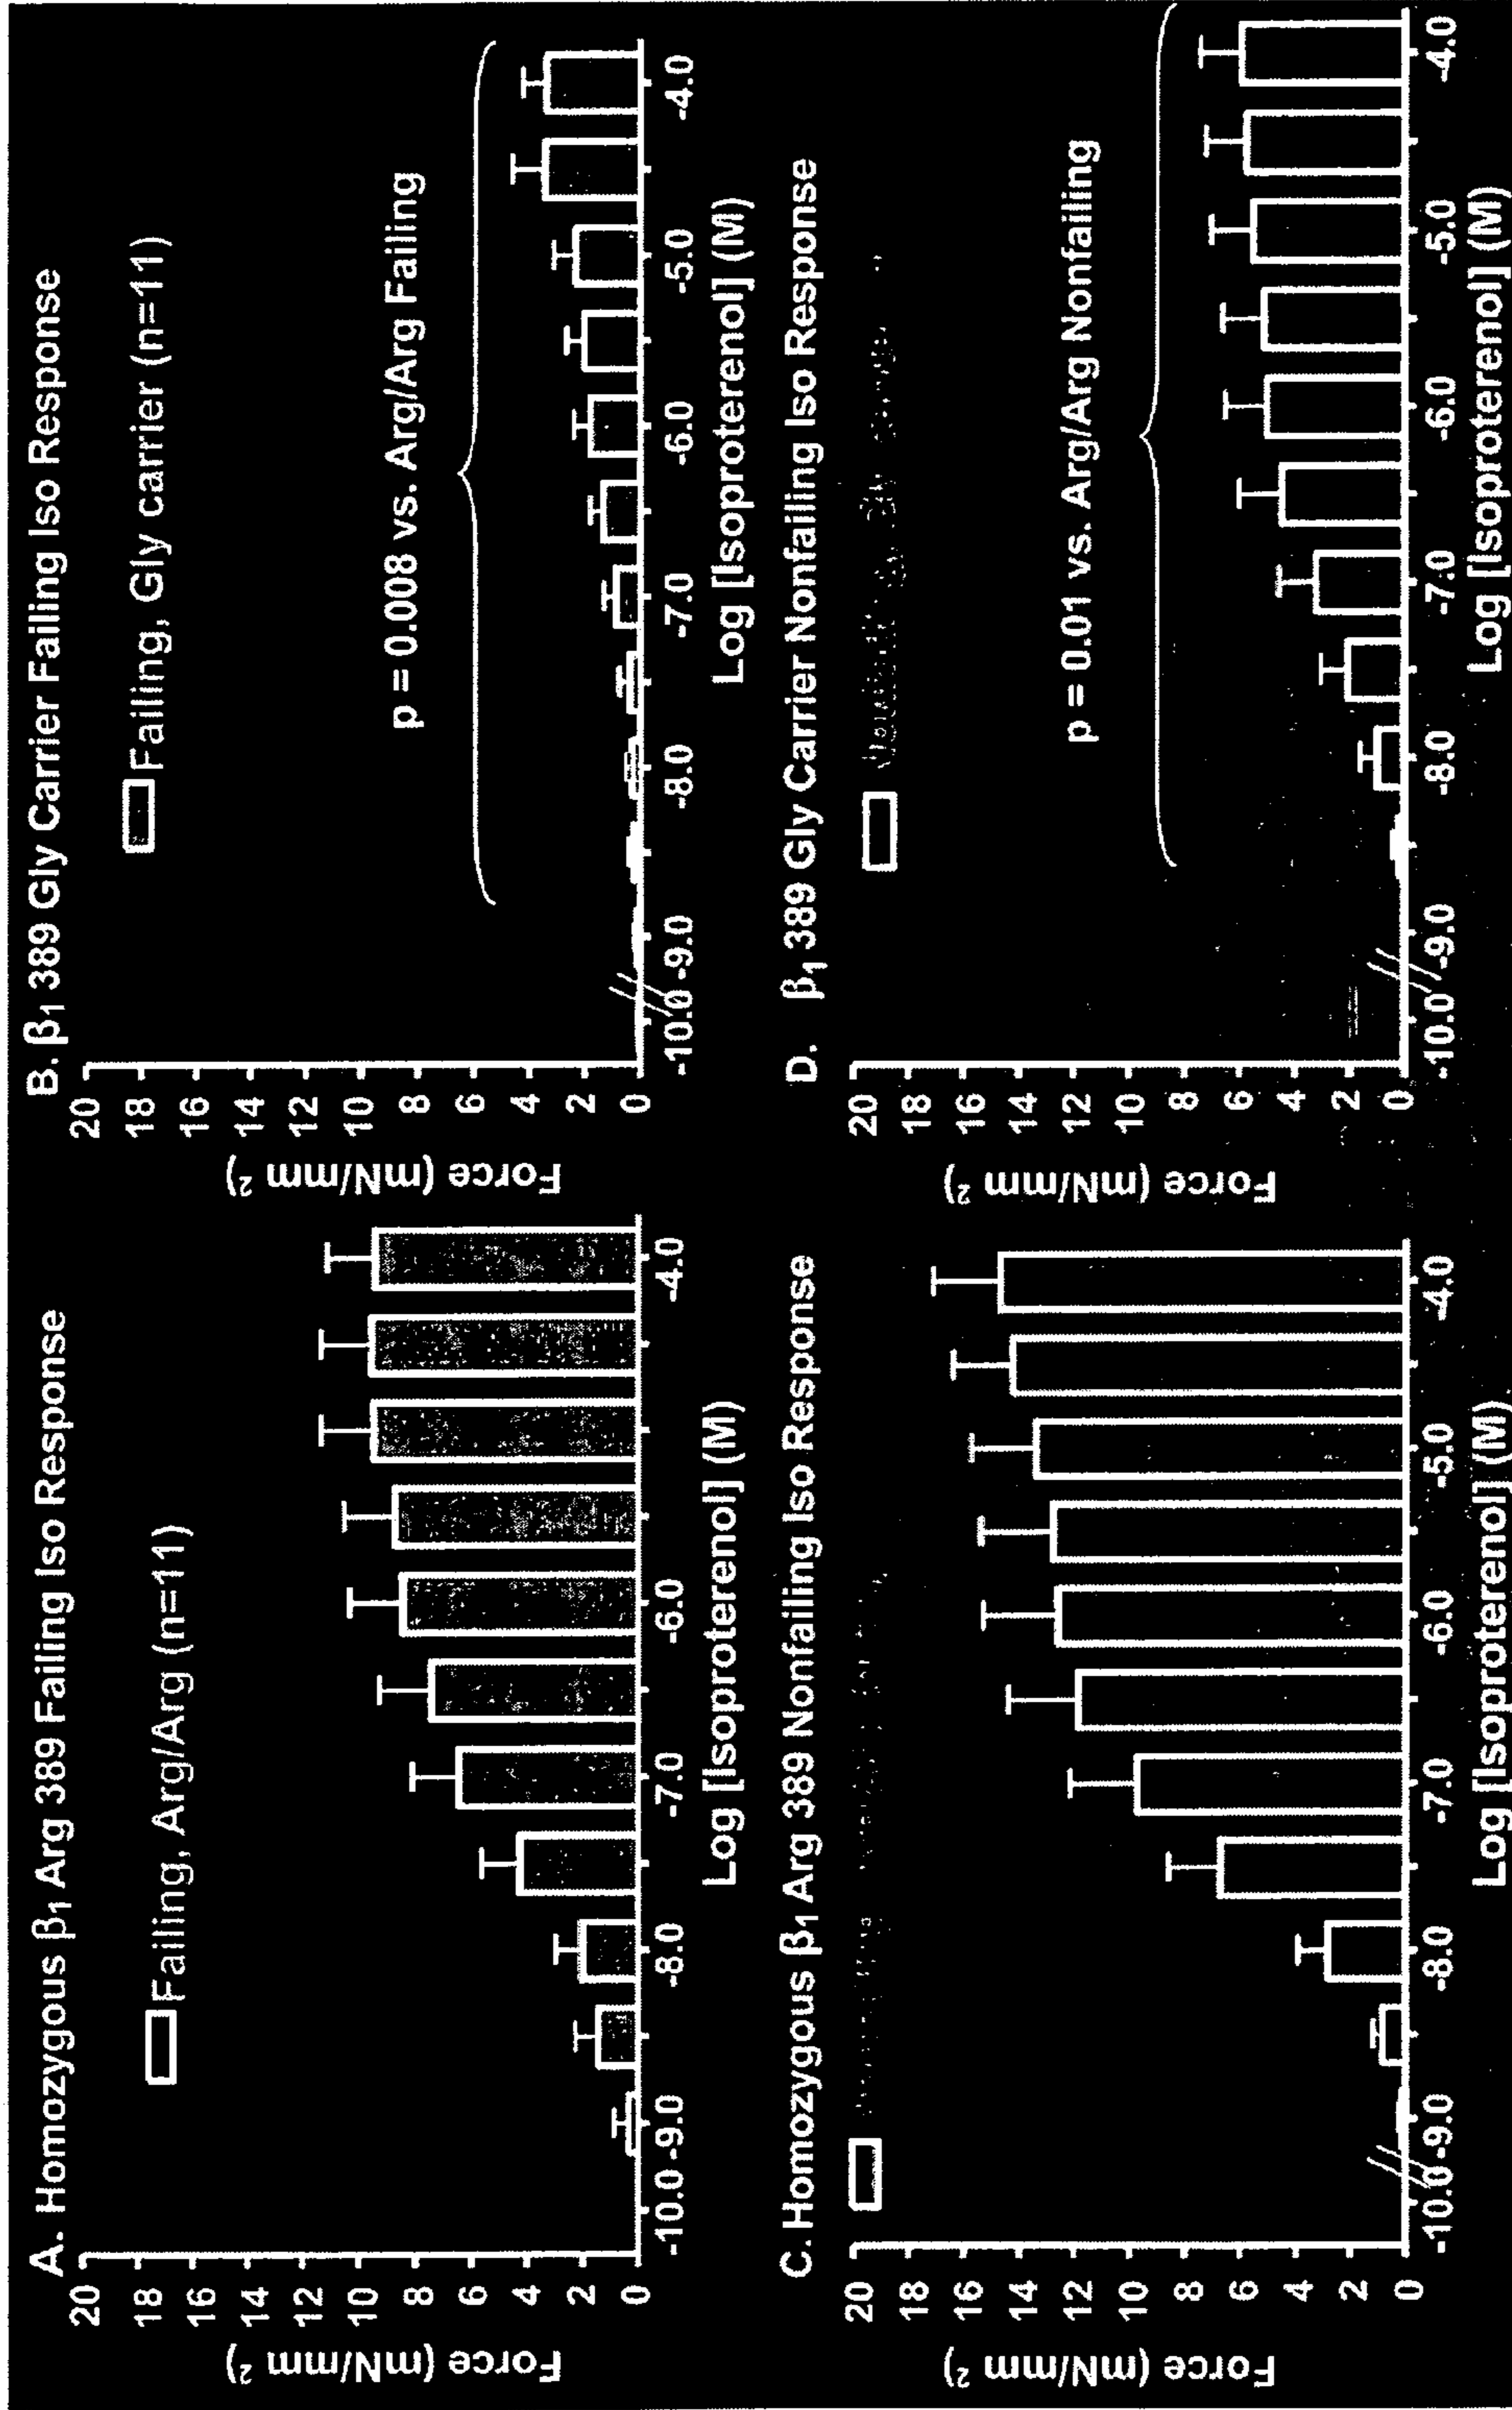 A. Homozygous β1 Arg 389 Failing Iso Response
Failing, Arg/Arg (n=11)
20
18
16
14
12
10
8
6
4
2
0
Force (mN/mm 2)
-10.0 -9.0 -8.0 -7.0 -6.0 -5.0 -4.0
Log [Isoproterenol] (M)
B. β1 389 Gly Carrier Failing Iso Response
Failing, Gly carrier (n=11)
p = 0.008 vs. Arg/Arg Failing
20
18
16
14
12
10
8
6
4
2
0
Force (mN/mm 2)
-10.0 -9.0 -8.0 -7.0 -6.0 -5.0 -4.0
Log [Isoproterenol] (M)
C. Homozygous β1 Arg 389 Nonfailing Iso Response
20
18
16
14
12
10
8
6
4
2
0
Force (mN/mm 2)
-10.0 -9.0 -8.0 -7.0 -6.0 -5.0 -4.0
Log [Isoproterenol] (M)
D. β1 389 Gly Carrier Nonfailing Iso Response
p = 0.01 vs. Arg/Arg Nonfailing
20
18
16
14
12
10
8
6
4
2
0
Force (mN/mm 2)
-10.0 -9.0 -8.0 -7.0 -6.0 -5.0 -4.0
Log [Isoproterenol] (M)